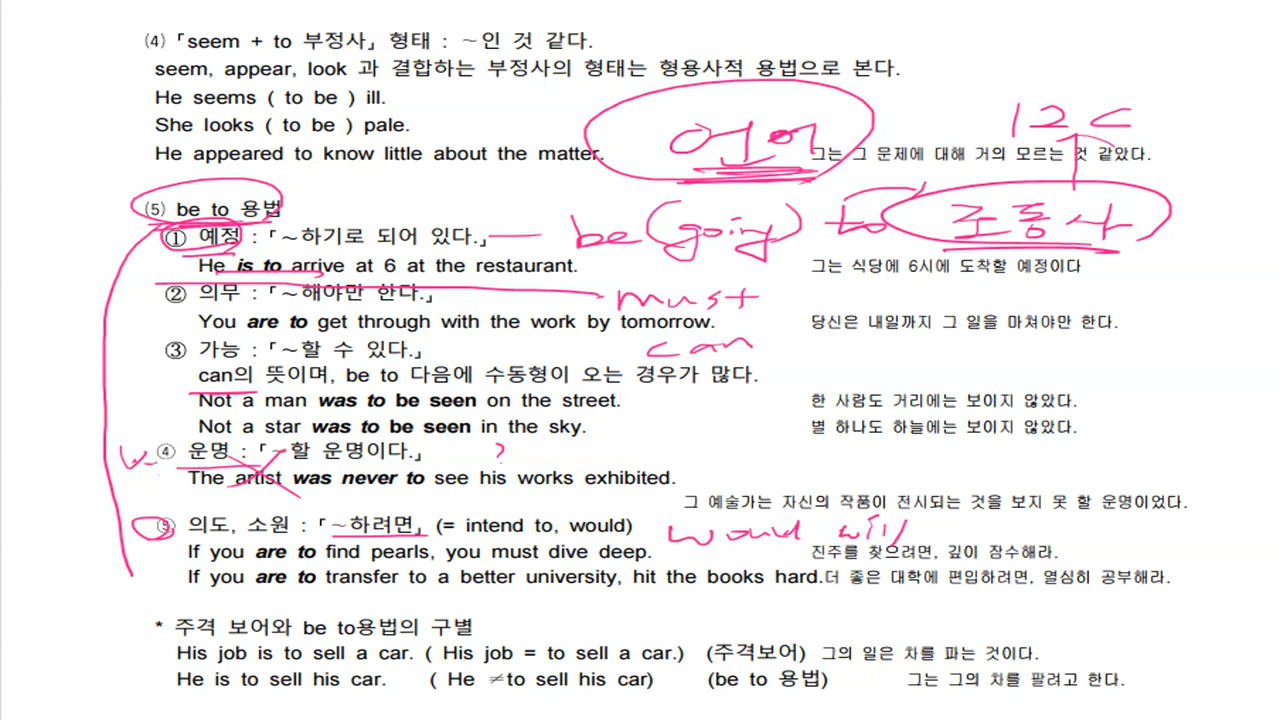 (4) 「seem + to 부정사」 형태 : ~인 것 같다.
seem, appear, look 과 결합하는 부정사의 형태는 형용사적 용법으로 본다.
He seems ( to be ) ill.
She looks ( to be ) pale.
He appeared to know little about the matter. 그는 그 문제에 대해 거의 모르는 것 같았다.
언어
12C
(5) be to 용법
be (going) to 조동사
① 예정 : 「~하기로 되어 있다.」
He is to arrive at 6 at the restaurant. 그는 식당에 6시에 도착할 예정이다
② 의무 : 「~해야만 한다.」 must
You are to get through with the work by tomorrow. 당신은 내일까지 그 일을 마쳐야만 한다.
③ 가능 : 「~할 수 있다.」 can
can의 뜻이며, be to 다음에 수동형이 오는 경우가 많다.
Not a man was to be seen on the street. 한 사람도 거리에는 보이지 않았다.
Not a star was to be seen in the sky. 별 하나도 하늘에는 보이지 않았다.
④ 운명 : 「~할 운명이다.」 ?
The artist was never to see his works exhibited.
그 예술가는 자신의 작품이 전시되는 것을 보지 못 할 운명이었다.
⑤ 의도, 소원 : 「~하려면」 (= intend to, would) would will
If you are to find pearls, you must dive deep. 진주를 찾으려면, 깊이 잠수해라.
If you are to transfer to a better university, hit the books hard. 더 좋은 대학에 편입하려면, 열심히 공부해라.
* 주격 보어와 be to용법의 구별
His job is to sell a car. ( His job = to sell a car.) (주격보어) 그의 일은 차를 파는 것이다.
He is to sell his car. ( He ≠to sell his car) (be to 용법) 그는 그의 차를 팔려고 한다.